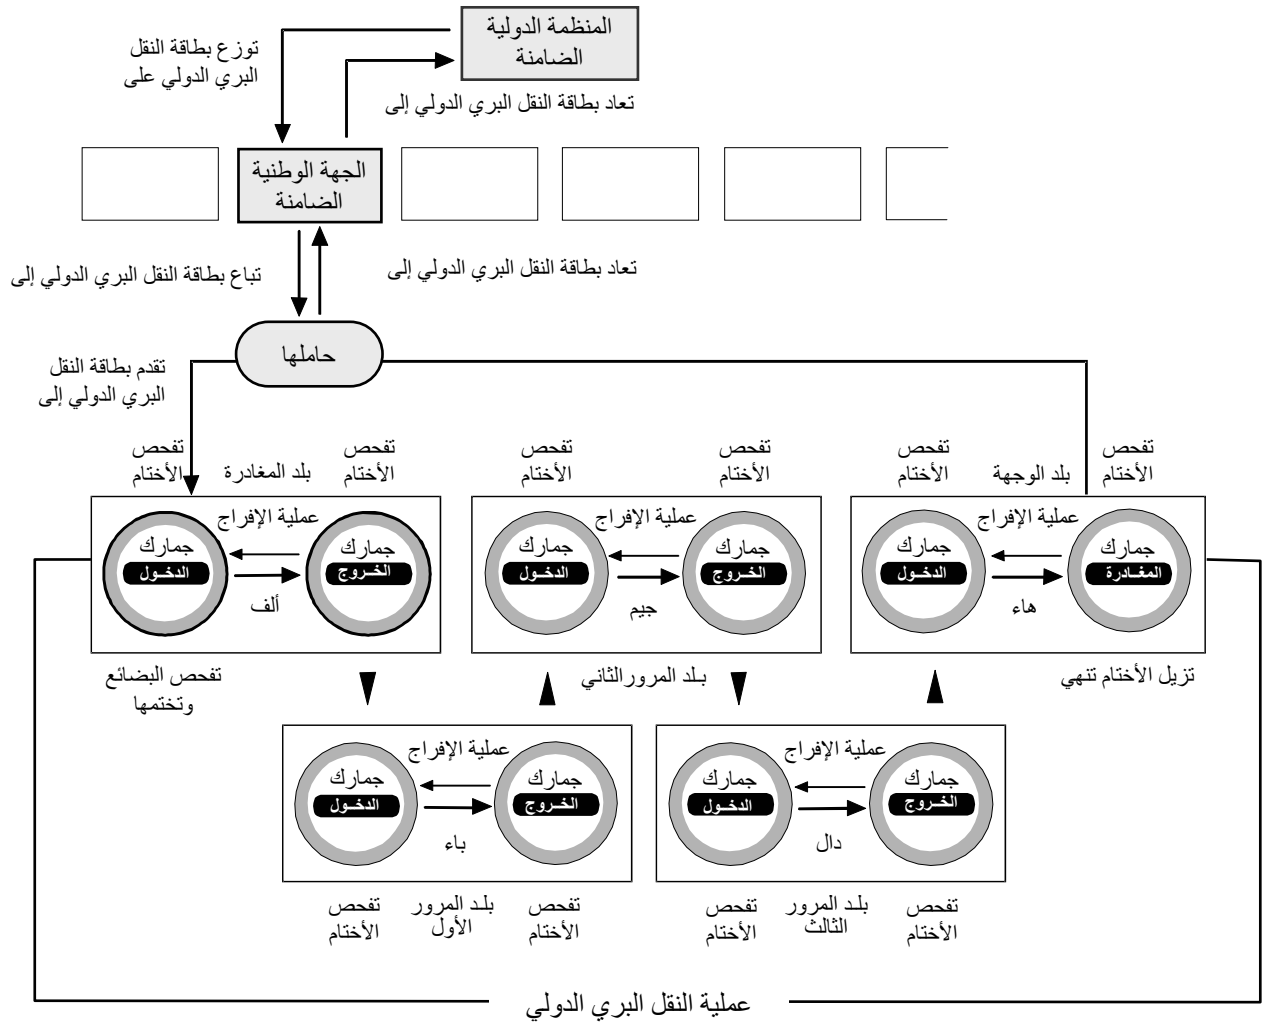 المنظمة الدولية
الضامنة
توزع بطاقة النقل
البري الدولي على
تعاد بطاقة النقل البري الدولي إلى
الجهة الوطنية
الضامنة
تباع بطاقة النقل البري الدولي إلى
تعاد بطاقة النقل البري الدولي إلى
حاملها
تقدم بطاقة النقل
البري الدولي إلى
تفحص
الأختام
بلد المغادرة
تفحص
الأختام
عملية الإفراج
جمارك
الدخول
جمارك
الخروج
ألف
تفحص البضائع
وتختمها
تفحص
الأختام
تفحص
الأختام
عملية الإفراج
جمارك
الدخول
جمارك
الخروج
جيم
بلد المرورالثاني
تفحص
الأختام
بلد الوجهة
تفحص
الأختام
عملية الإفراج
جمارك
الدخول
جمارك
المغادرة
هاء
تزيل الأختام تنهي
عملية الإفراج
جمارك
الدخول
جمارك
الخروج
باء
تفحص
الأختام
بلد المرور
الأول
تفحص
الأختام
عملية الإفراج
جمارك
الدخول
جمارك
الخروج
دال
تفحص
الأختام
بلد المرور
الثالث
تفحص
الأختام
عملية النقل البري الدولي